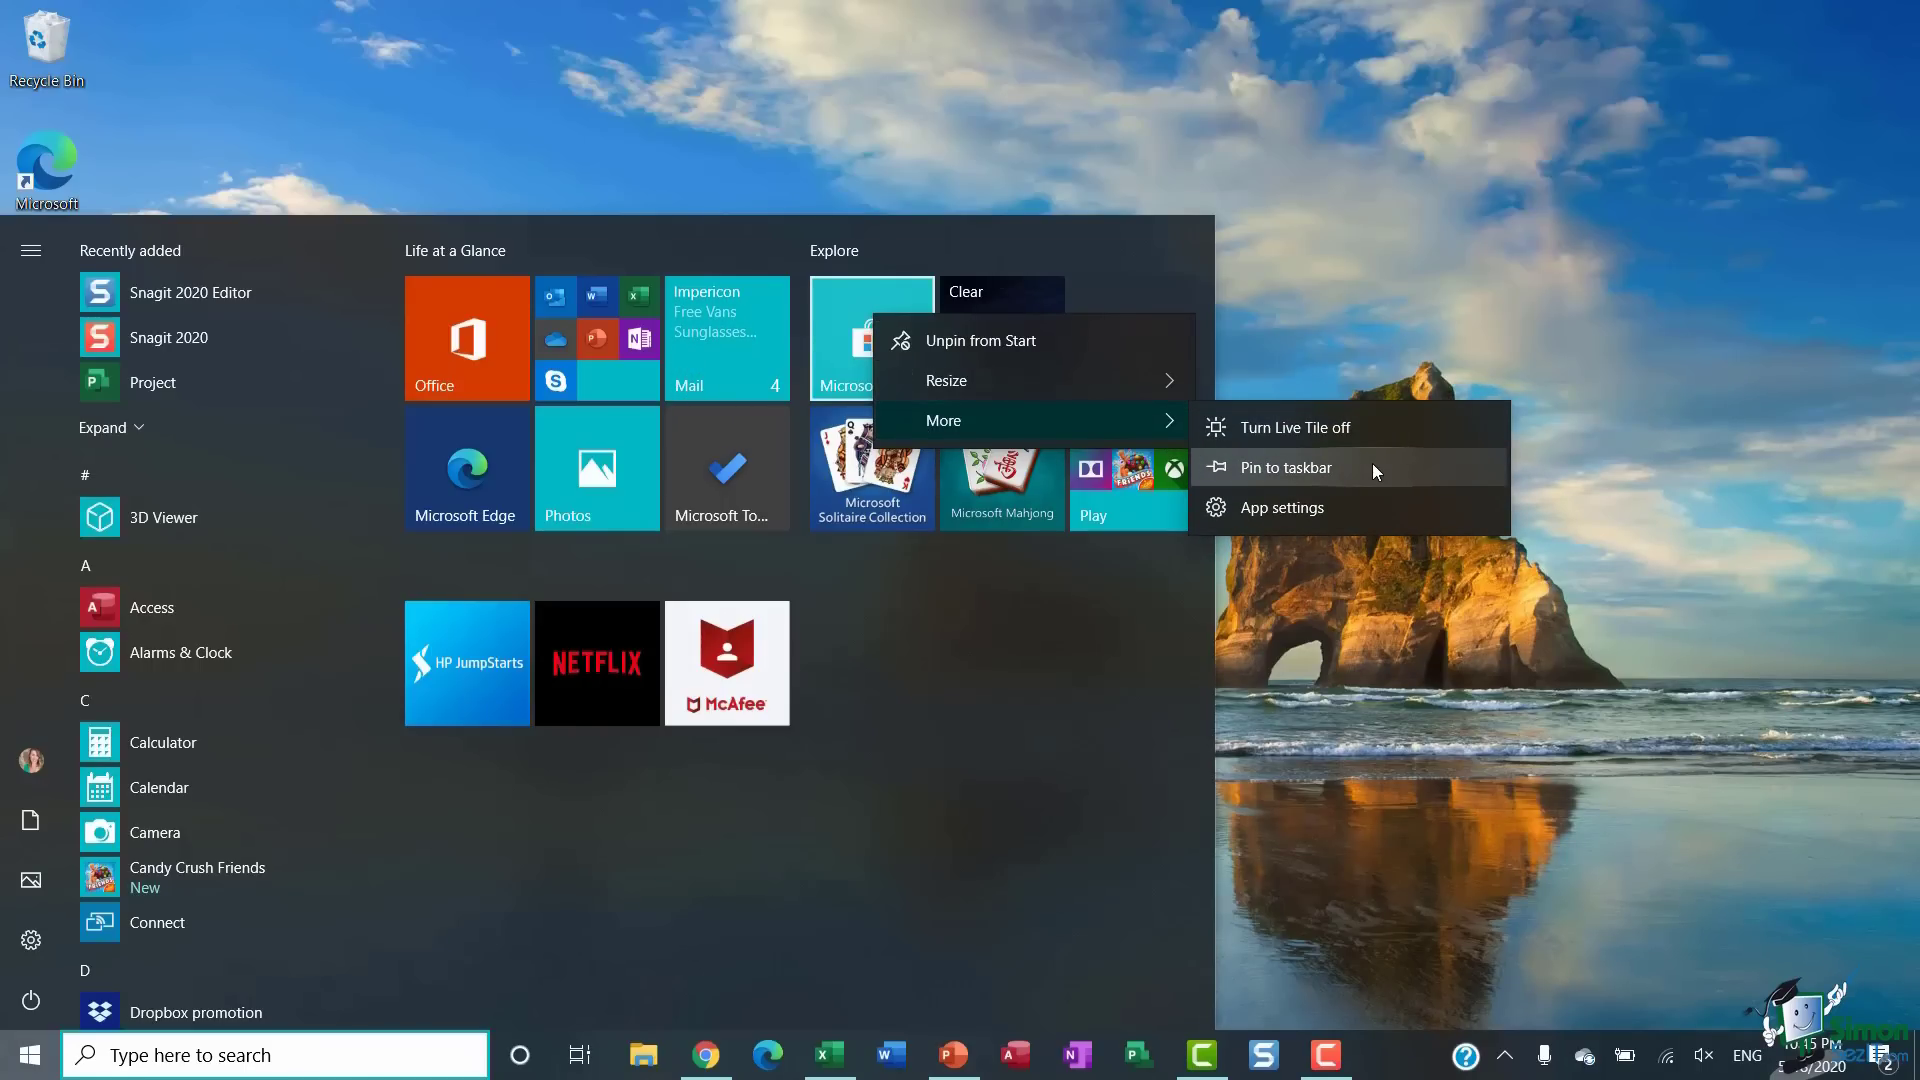 Recycle Bin
Microsoft
Recently added
Snagit 2020 Editor
Snagit 2020
Project
Expand
#
3D Viewer
A
Access
Alarms & Clock
C
Calculator
Calendar
Camera
Candy Crush Friends
New
Connect
D
Dropbox promotion
Life at a Glance
Office
Impericon
Free Vans
Sunglasses...
Mail 4
Microsoft Edge
Photos
Microsoft To...
HP JumpStarts
NETFLIX
McAfee
Explore
Clear
Microso
Microsoft
Solitaire Collection
Microsoft Mahjong
FRIENDS
Play
Unpin from Start
Resize
More
Turn Live Tile off
Pin to taskbar
App settings
Type here to search
ENG
10:15 PM
2